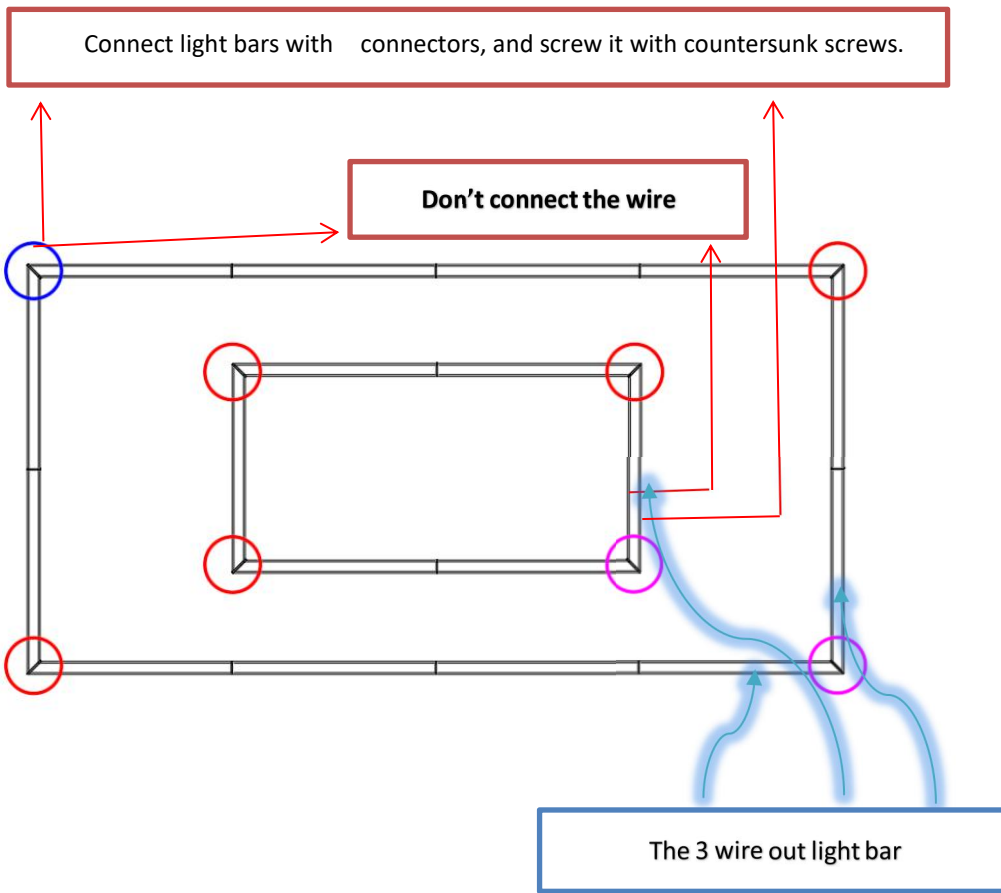 Connect light bars with connectors, and screw it with countersunk screws.
Don’t connect the wire
The 3 wire out light bar